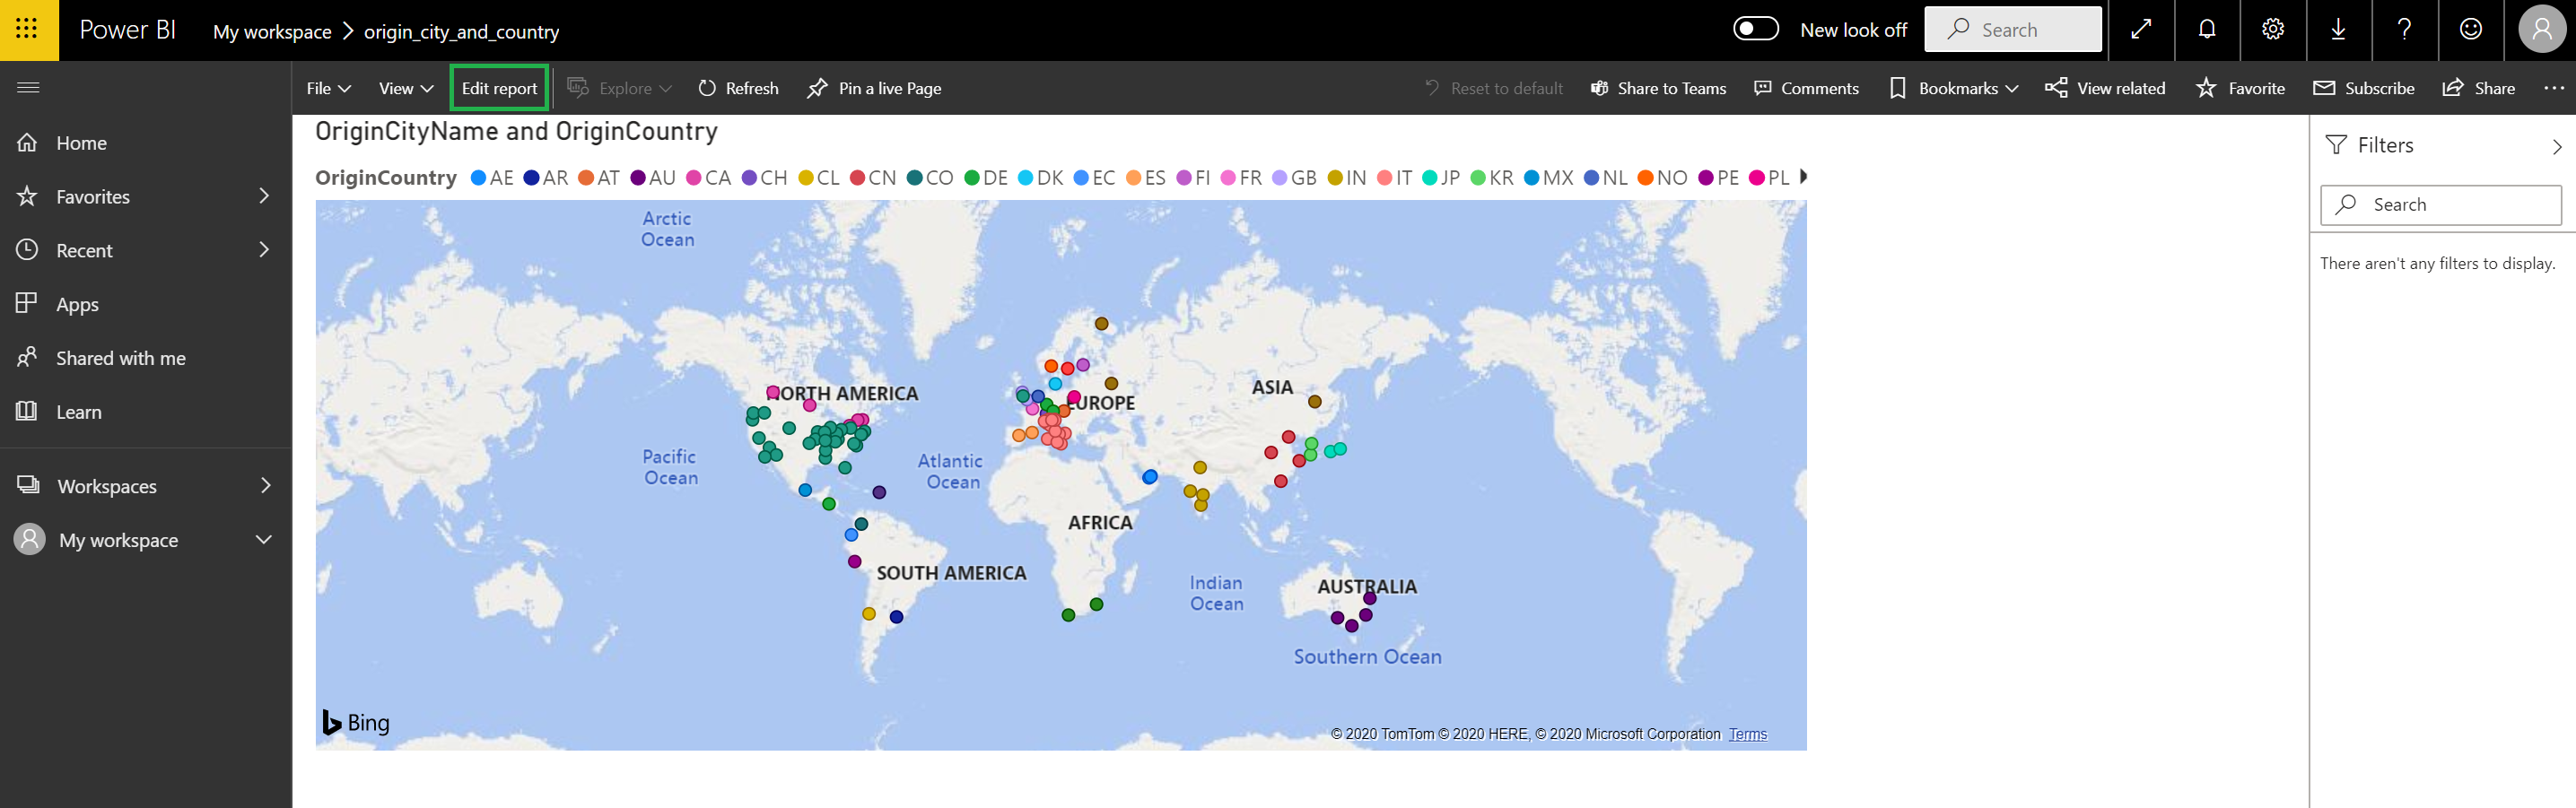 Power BI My workspace origin_city_and_country New look off Search
File View Edit report Explore Refresh Pin a live Page Reset to default Share to Teams Comments Bookmarks View related Favorite Subscribe Share
Home
Favorites
Recent
Apps
Shared with me
Learn
Workspaces
My workspace
OriginCityName and OriginCountry
OriginCountry AE AR AT AU CA CH CL CN CO DE DK EC ES FI FR GB IN IT JP KR MX NL NO PE PL
Arctic
Ocean
NORTH AMERICA
EUROPE
ASIA
Pacific
Ocean
Atlantic
Ocean
AFRICA
SOUTH AMERICA
Indian
Ocean
AUSTRALIA
Southern Ocean
Bing
© 2020 TomTom © 2020 HERE, © 2020 Microsoft Corporation Terms
Filters
Search
There aren't any filters to display.